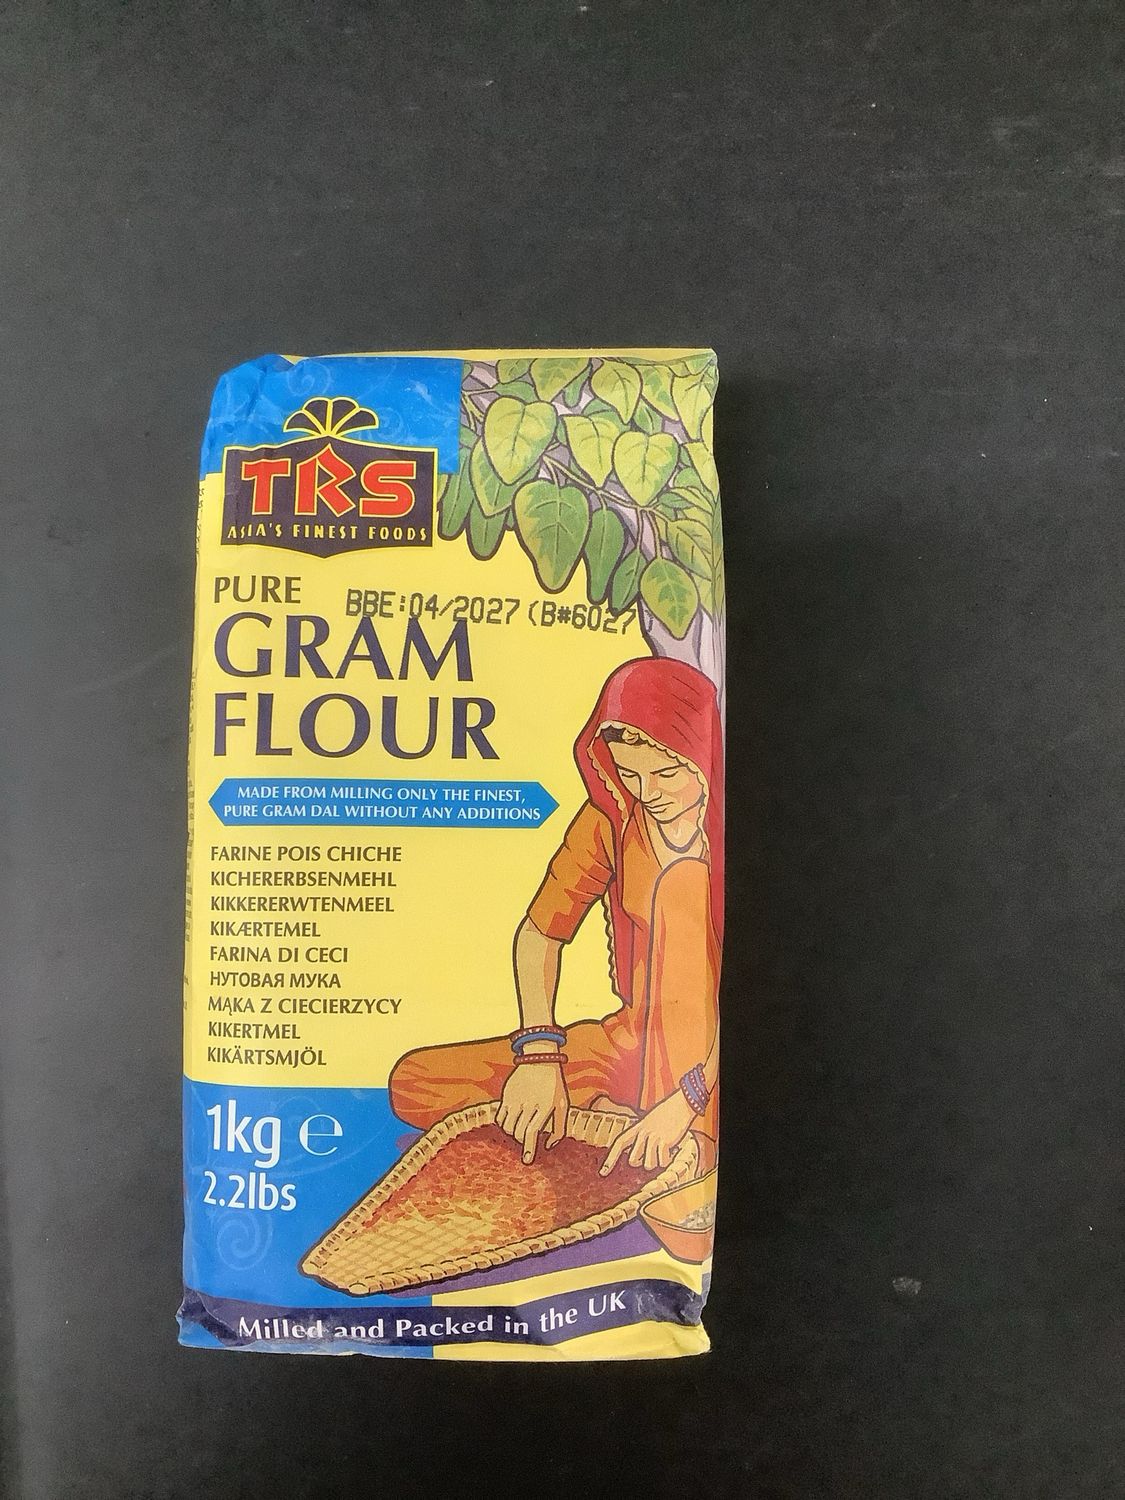 TRS
ASIA'S FINEST FOODS
PURE
BBE:04/2027 (B#6027
GRAM
FLOUR
MADE FROM MILLING ONLY THE FINEST,
PURE GRAM DAL WITHOUT ANY ADDITIONS
FARINE POIS CHICHE
KICHERERBSENMEHL
KIKKERERWTENMEEL
KIKÆRTEMEL
FARINA DI CECI
НУТОВАЯ МУКА
MĄKA Z CIECIERZYCY
KIKERTMEL
KIKÄRTSMJÖL
1kg ℮
2.2lbs
Milled and Packed in the UK